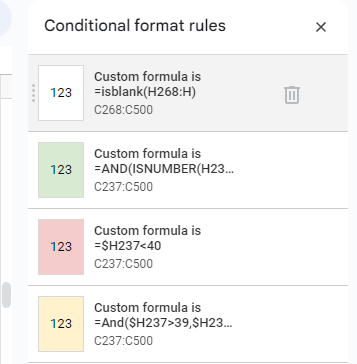 Conditional format rules
123
Custom formula is
=isblank(H268:H)
C268:C500
123
Custom formula is
=AND(ISNUMBER(H23...
C237:C500
123
Custom formula is
=$H237<40
C237:C500
123
Custom formula is
=And($H237>39,$H23...
C237:C500